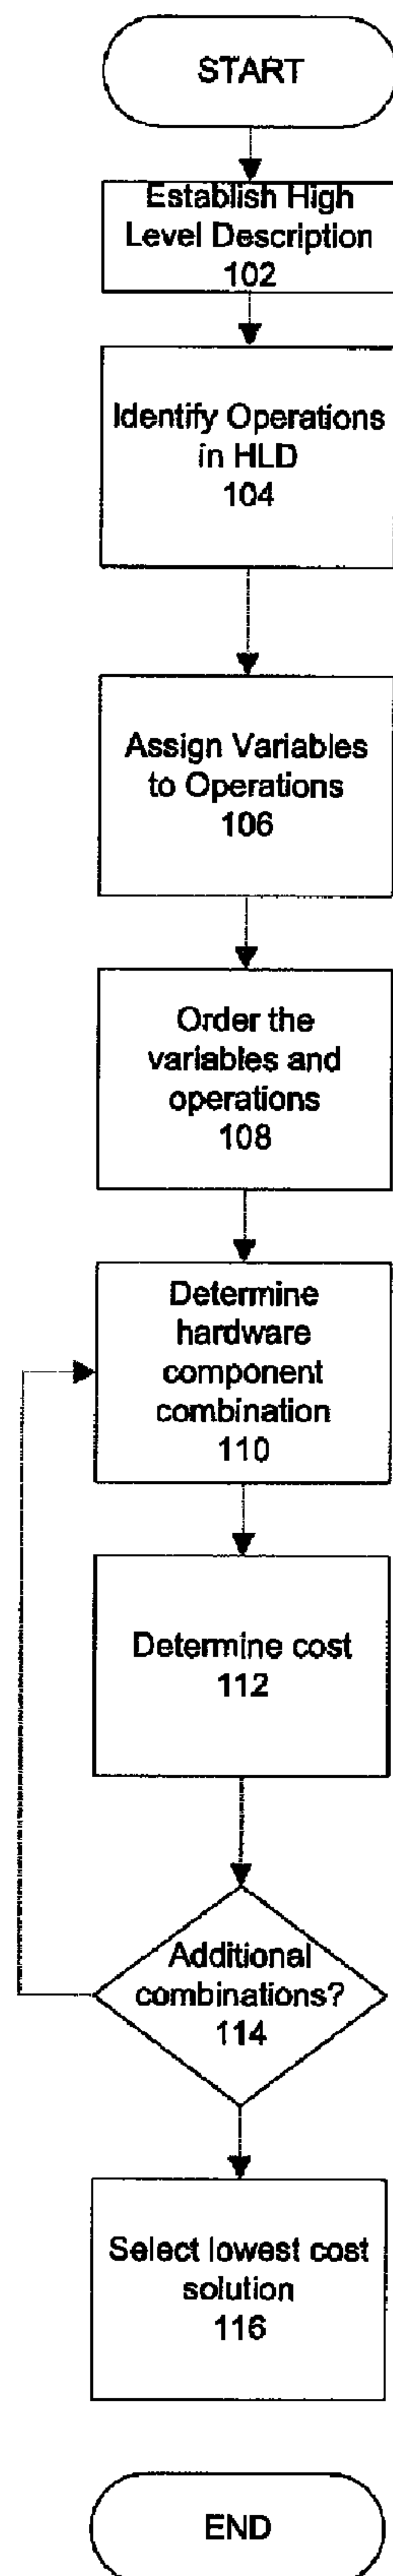 START
Establish High
Level Description
102
Identify Operations
in HLD
104
Assign Variables
to Operations
106
Order the
variables and
operations
108
Determine
hardware
component
combination
110
Determine cost
112
Additional
combinations?
114
Select lowest cost
solution
116
END